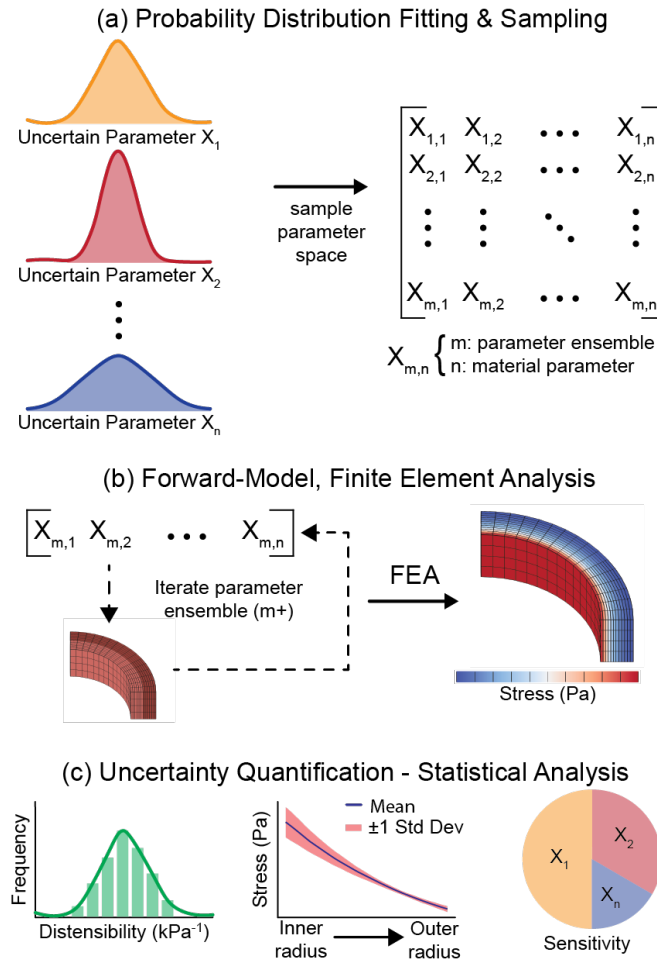 (a) Probability Distribution Fitting & Sampling
Uncertain Parameter X₁
Uncertain Parameter X₂
Uncertain Parameter Xₙ
sample
parameter
space
X₁,₁ X₁,₂ ••• X₁,ₙ
X₂,₁ X₂,₂ ••• X₂,ₙ
Xₘ,₁ Xₘ,₂ ••• Xₘ,ₙ
Xₘ,ₙ { m: parameter ensemble
n: material parameter
(b) Forward-Model, Finite Element Analysis
[Xₘ,₁ Xₘ,₂ ••• Xₘ,ₙ]
Iterate parameter
ensemble (m+)
FEA
Stress (Pa)
(c) Uncertainty Quantification - Statistical Analysis
Frequency
Distensibility (kPa⁻¹)
Stress (Pa)
Mean
±1 Std Dev
Inner
radius
Outer
radius
X₁
X₂
Xₙ
Sensitivity